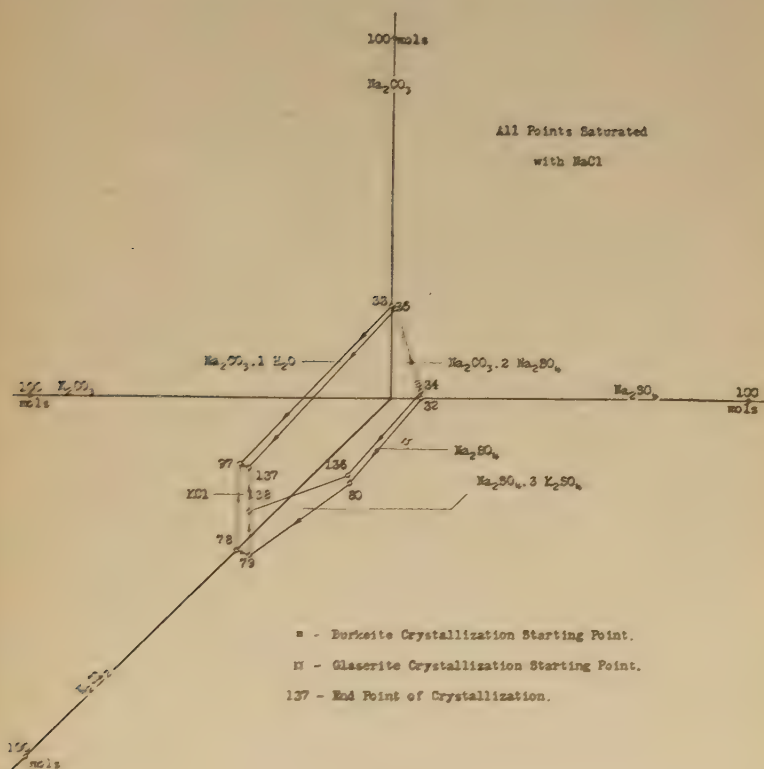 100 mols
Na₂CO₃
All Points Saturated
with NaCl
33
35
Na₂CO₃.1 H₂O
Na₂CO₃.2 Na₂SO₄
34
32
100
mols
K₂CO₃
Na₂SO₄
100
mols
97
137
136
Na₂SO₄
KCl
138
80
Na₂SO₄.3 K₂SO₄
78
79
- Burkeite Crystallization Starting Point.
- Glaserite Crystallization Starting Point.
137 - End Point of Crystallization.
100
mols